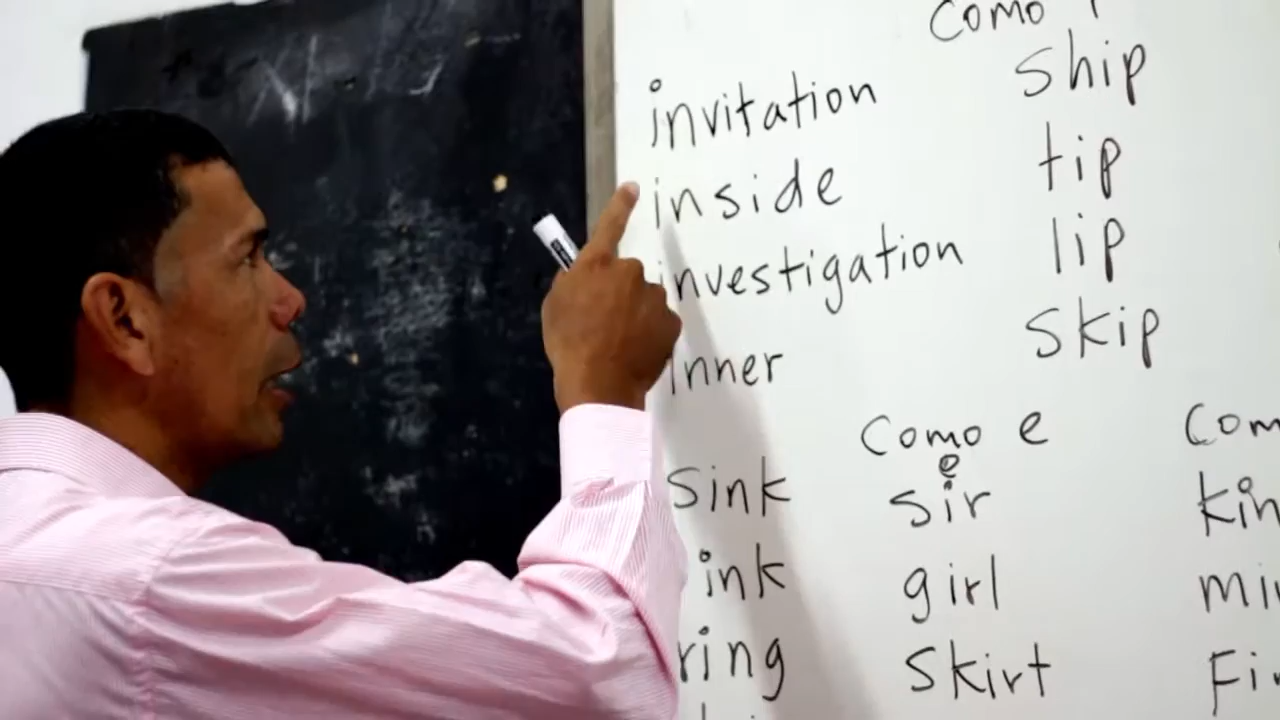 Como
invitation ship
inside tip
investigation lip
inner skip
Como e
e
sink sir
ink girl
ring skirt